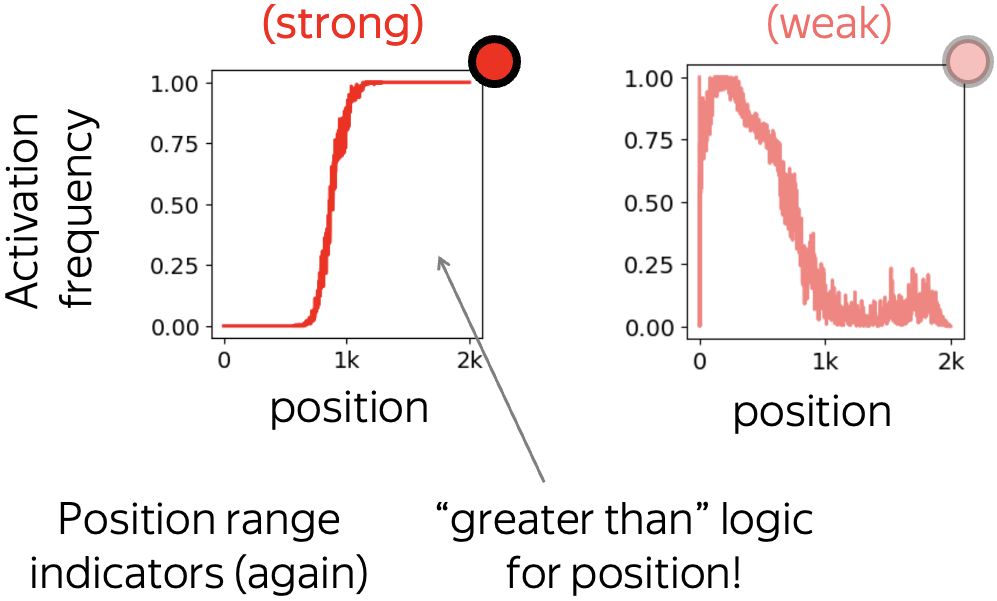 (strong)
(weak)
Activation
frequency
1.00
0.75
0.50
0.25
0.00
0
1k
2k
position
1.00
0.75
0.50
0.25
0.00
0
1k
2k
position
Position range
indicators (again)
“greater than” logic
for position!